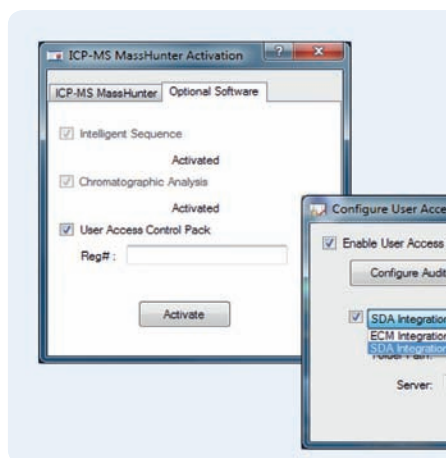 ICP-MS MassHunter Activation
ICP-MS MassHunter Optional Software
Intelligent Sequence
Activated
Chromatographic Analysis
Activated
User Access Control Pack
Reg# :
Activate
Configure User Acce
Enable User Access
Configure Audit
SDA Integration
ECM Integration
SDA Integration
Server: